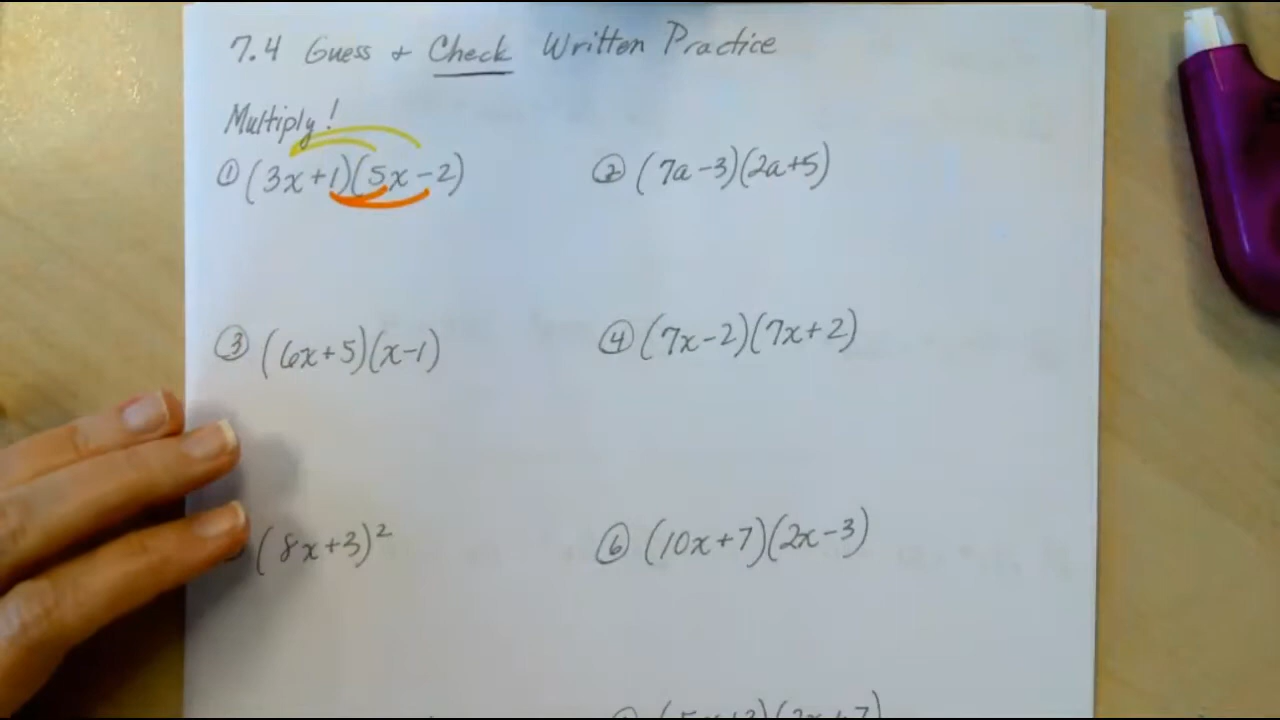 7.4 Guess + Check Written Practice
Multiply!
① (3x+1)(5x-2)
② (7a-3)(2a+5)
③ (6x+5)(x-1)
④ (7x-2)(7x+2)
(8x+3)²
⑥ (10x+7)(2x-3)